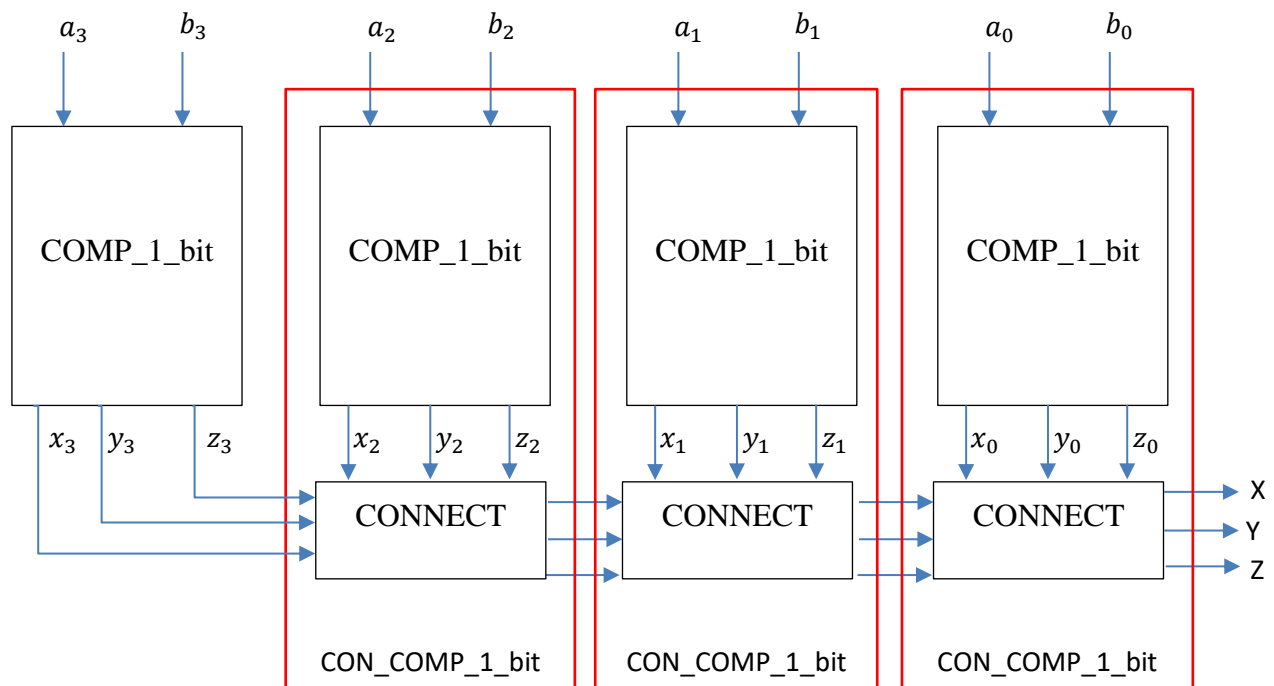 a₃ b₃ a₂ b₂ a₁ b₁ a₀ b₀
COMP_1_bit COMP_1_bit COMP_1_bit COMP_1_bit
x₃ y₃ z₃ x₂ y₂ z₂ x₁ y₁ z₁ x₀ y₀ z₀
CONNECT CONNECT CONNECT X
Y
Z
CON_COMP_1_bit CON_COMP_1_bit CON_COMP_1_bit